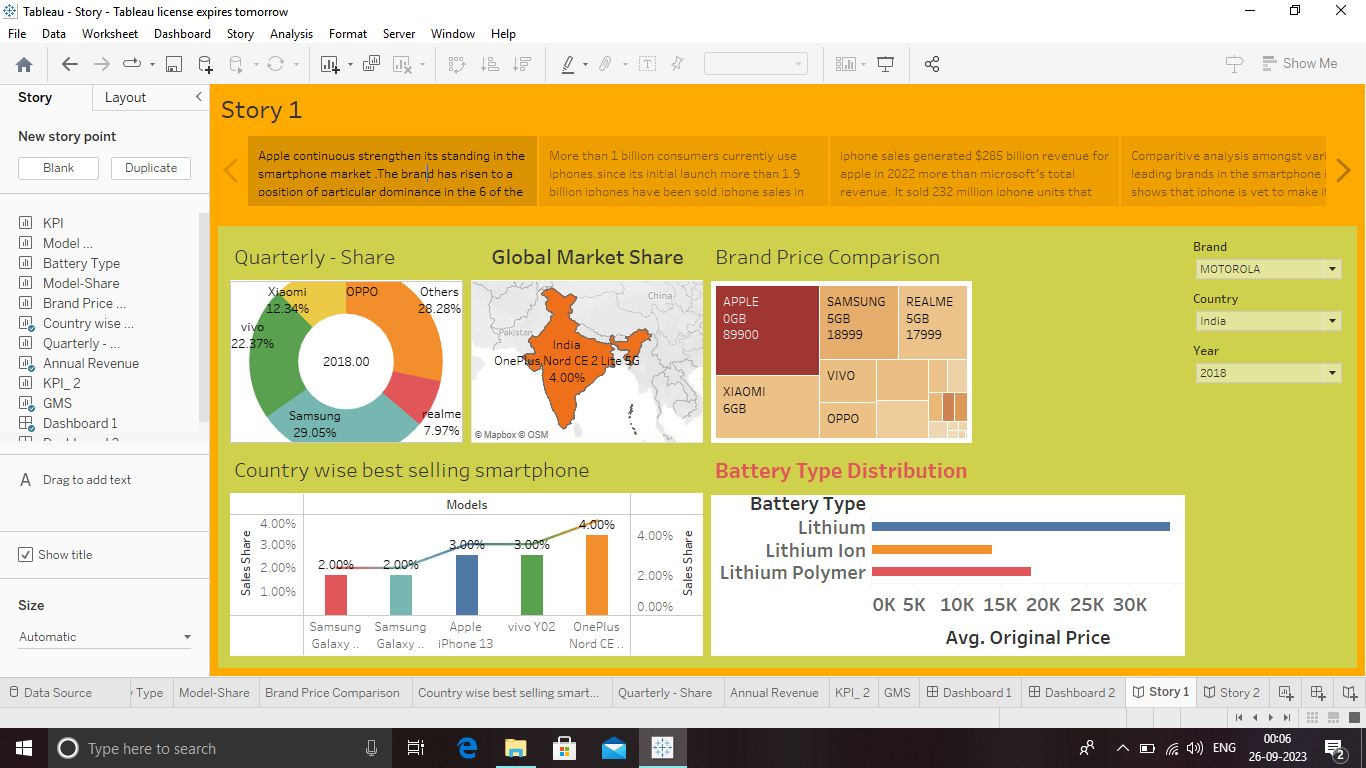 Tableau - Story - Tableau license expires tomorrow
File Data Worksheet Dashboard Story Analysis Format Server Window Help
Show Me
Story Layout
New story point
Blank Duplicate
KPI
Model ...
Battery Type
Model-Share
Brand Price ...
Country wise ...
Quarterly - ...
Annual Revenue
KPI_ 2
GMS
Dashboard 1
A Drag to add text
Show title
Size
Automatic
Story 1
Apple continuous strengthen its standing in the
smartphone market .The brand has risen to a
position of particular dominance in the 6 of the
More than 1 billion consumers currently use
iphones.since its initial launch more than 1.9
billion iphones have been sold.iphone sales in
iphone sales generated $285 billion revenue for
apple in 2022 more than microsoft's total
revenue. It sold 232 million iphone units that
Comparitive analysis amongst vari
leading brands in the smartphone i
shows that iphone is yet to make it
Quarterly - Share
Xiaomi
12.34%
OPPO
Others
28.28%
vivo
22.37%
2018.00
Samsung
29.05%
realme
7.97%
Global Market Share
China
Pakistan
India
OnePlus Nord CE 2 Lite 5G
4.00%
© Mapbox © OSM
Brand Price Comparison
APPLE
0GB
89900
SAMSUNG
5GB
18999
REALME
5GB
17999
XIAOMI
6GB
VIVO
OPPO
Brand
MOTOROLA
Country
India
Year
2018
Country wise best selling smartphone
Models
Sales Share
4.00%
3.00%
2.00%
1.00%
2.00% 2.00% 3.00% 3.00% 4.00%
4.00%
2.00%
0.00%
Sales Share
Samsung
Galaxy ..
Samsung
Galaxy ..
Apple
iPhone 13
vivo Y02
OnePlus
Nord CE ..
Battery Type Distribution
Battery Type
Lithium
Lithium Ion
Lithium Polymer
0K 5K 10K 15K 20K 25K 30K
Avg. Original Price
Data Source y Type Model-Share Brand Price Comparison Country wise best selling smart... Quarterly - Share Annual Revenue KPI_ 2 GMS Dashboard 1 Dashboard 2 Story 1 Story 2
Type here to search
ENG
00:06
26-09-2023
2